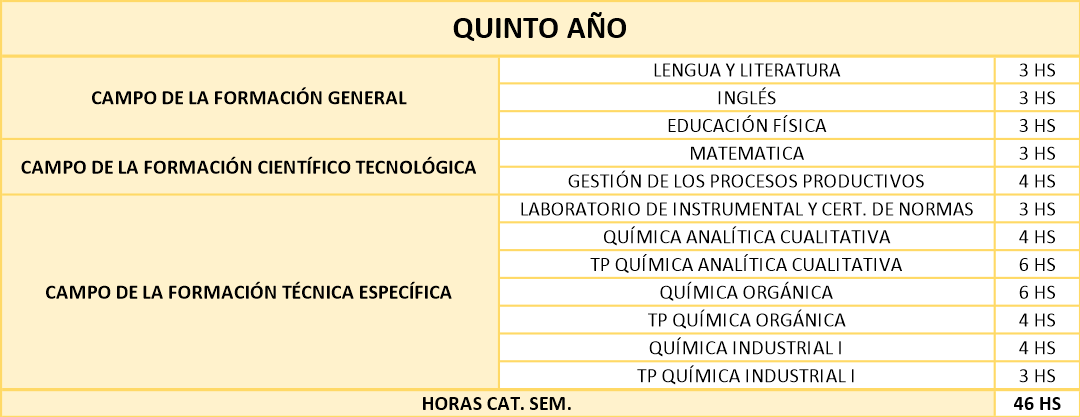 QUINTO AÑO
CAMPO DE LA FORMACIÓN GENERAL
LENGUA Y LITERATURA 3 HS
INGLÉS 3 HS
EDUCACIÓN FÍSICA 3 HS
CAMPO DE LA FORMACIÓN CIENTÍFICO TECNOLÓGICA
MATEMATICA 3 HS
GESTIÓN DE LOS PROCESOS PRODUCTIVOS 4 HS
CAMPO DE LA FORMACIÓN TÉCNICA ESPECÍFICA
LABORATORIO DE INSTRUMENTAL Y CERT. DE NORMAS 3 HS
QUÍMICA ANALÍTICA CUALITATIVA 4 HS
TP QUÍMICA ANALÍTICA CUALITATIVA 6 HS
QUÍMICA ORGÁNICA 6 HS
TP QUÍMICA ORGÁNICA 4 HS
QUÍMICA INDUSTRIAL I 4 HS
TP QUÍMICA INDUSTRIAL I 3 HS
HORAS CAT. SEM. 46 HS